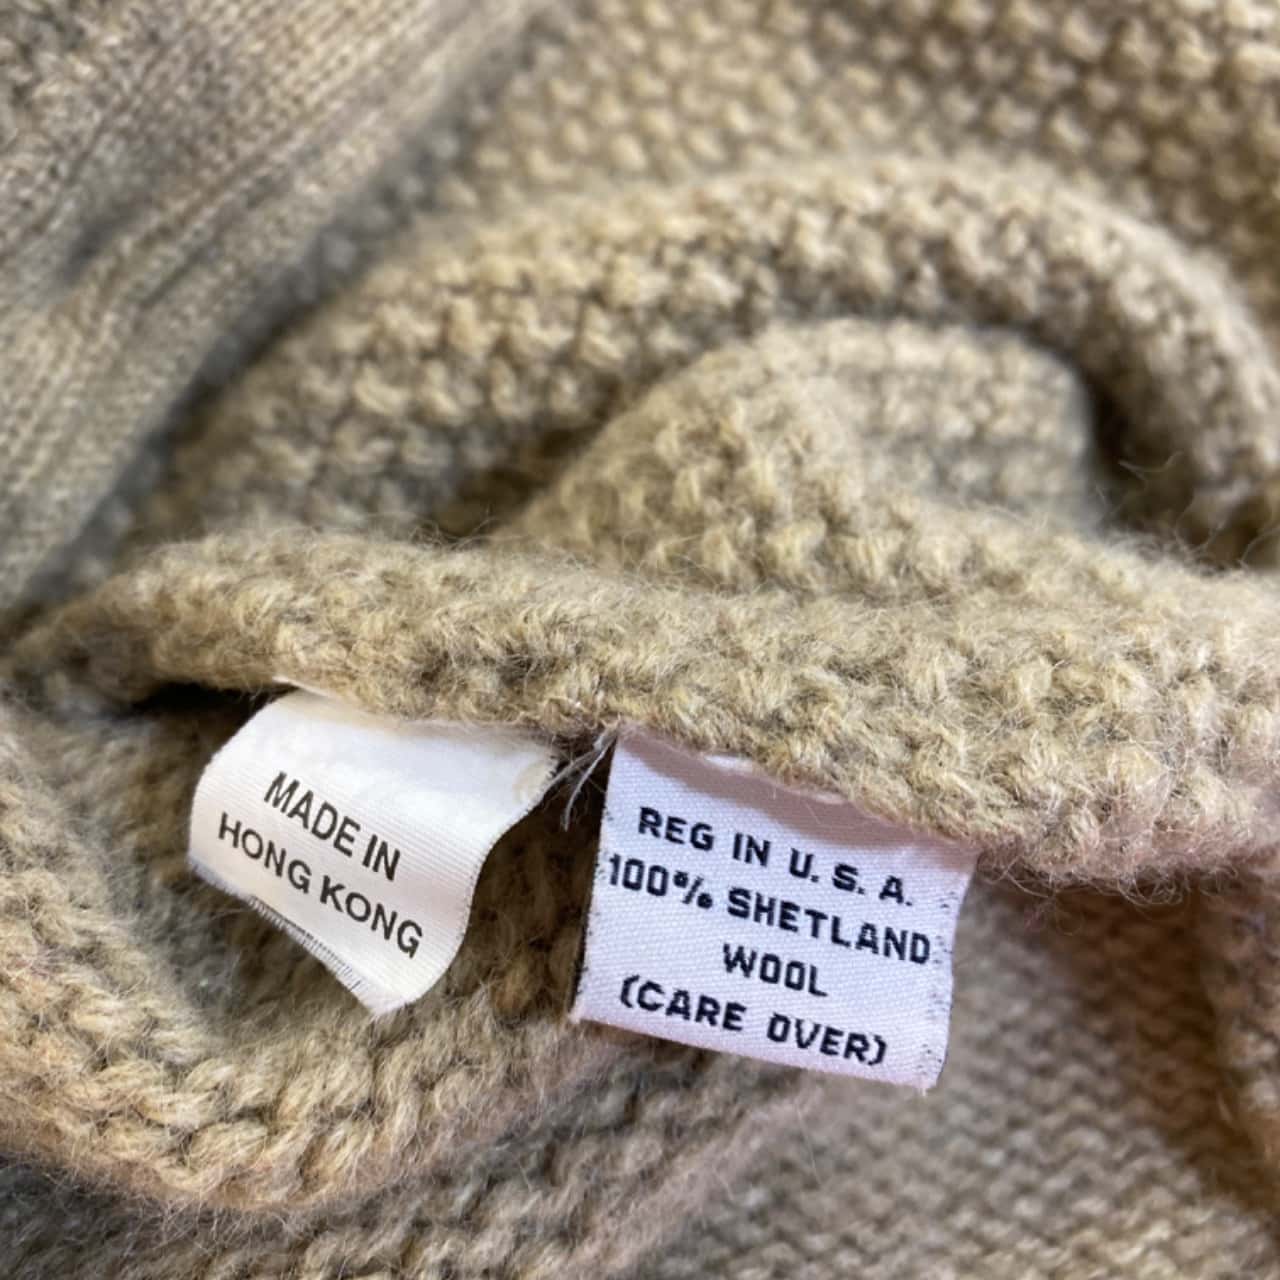 MADE IN
HONG KONG
REG IN U. S. A.
100% SHETLAND
WOOL
(CARE OVER)